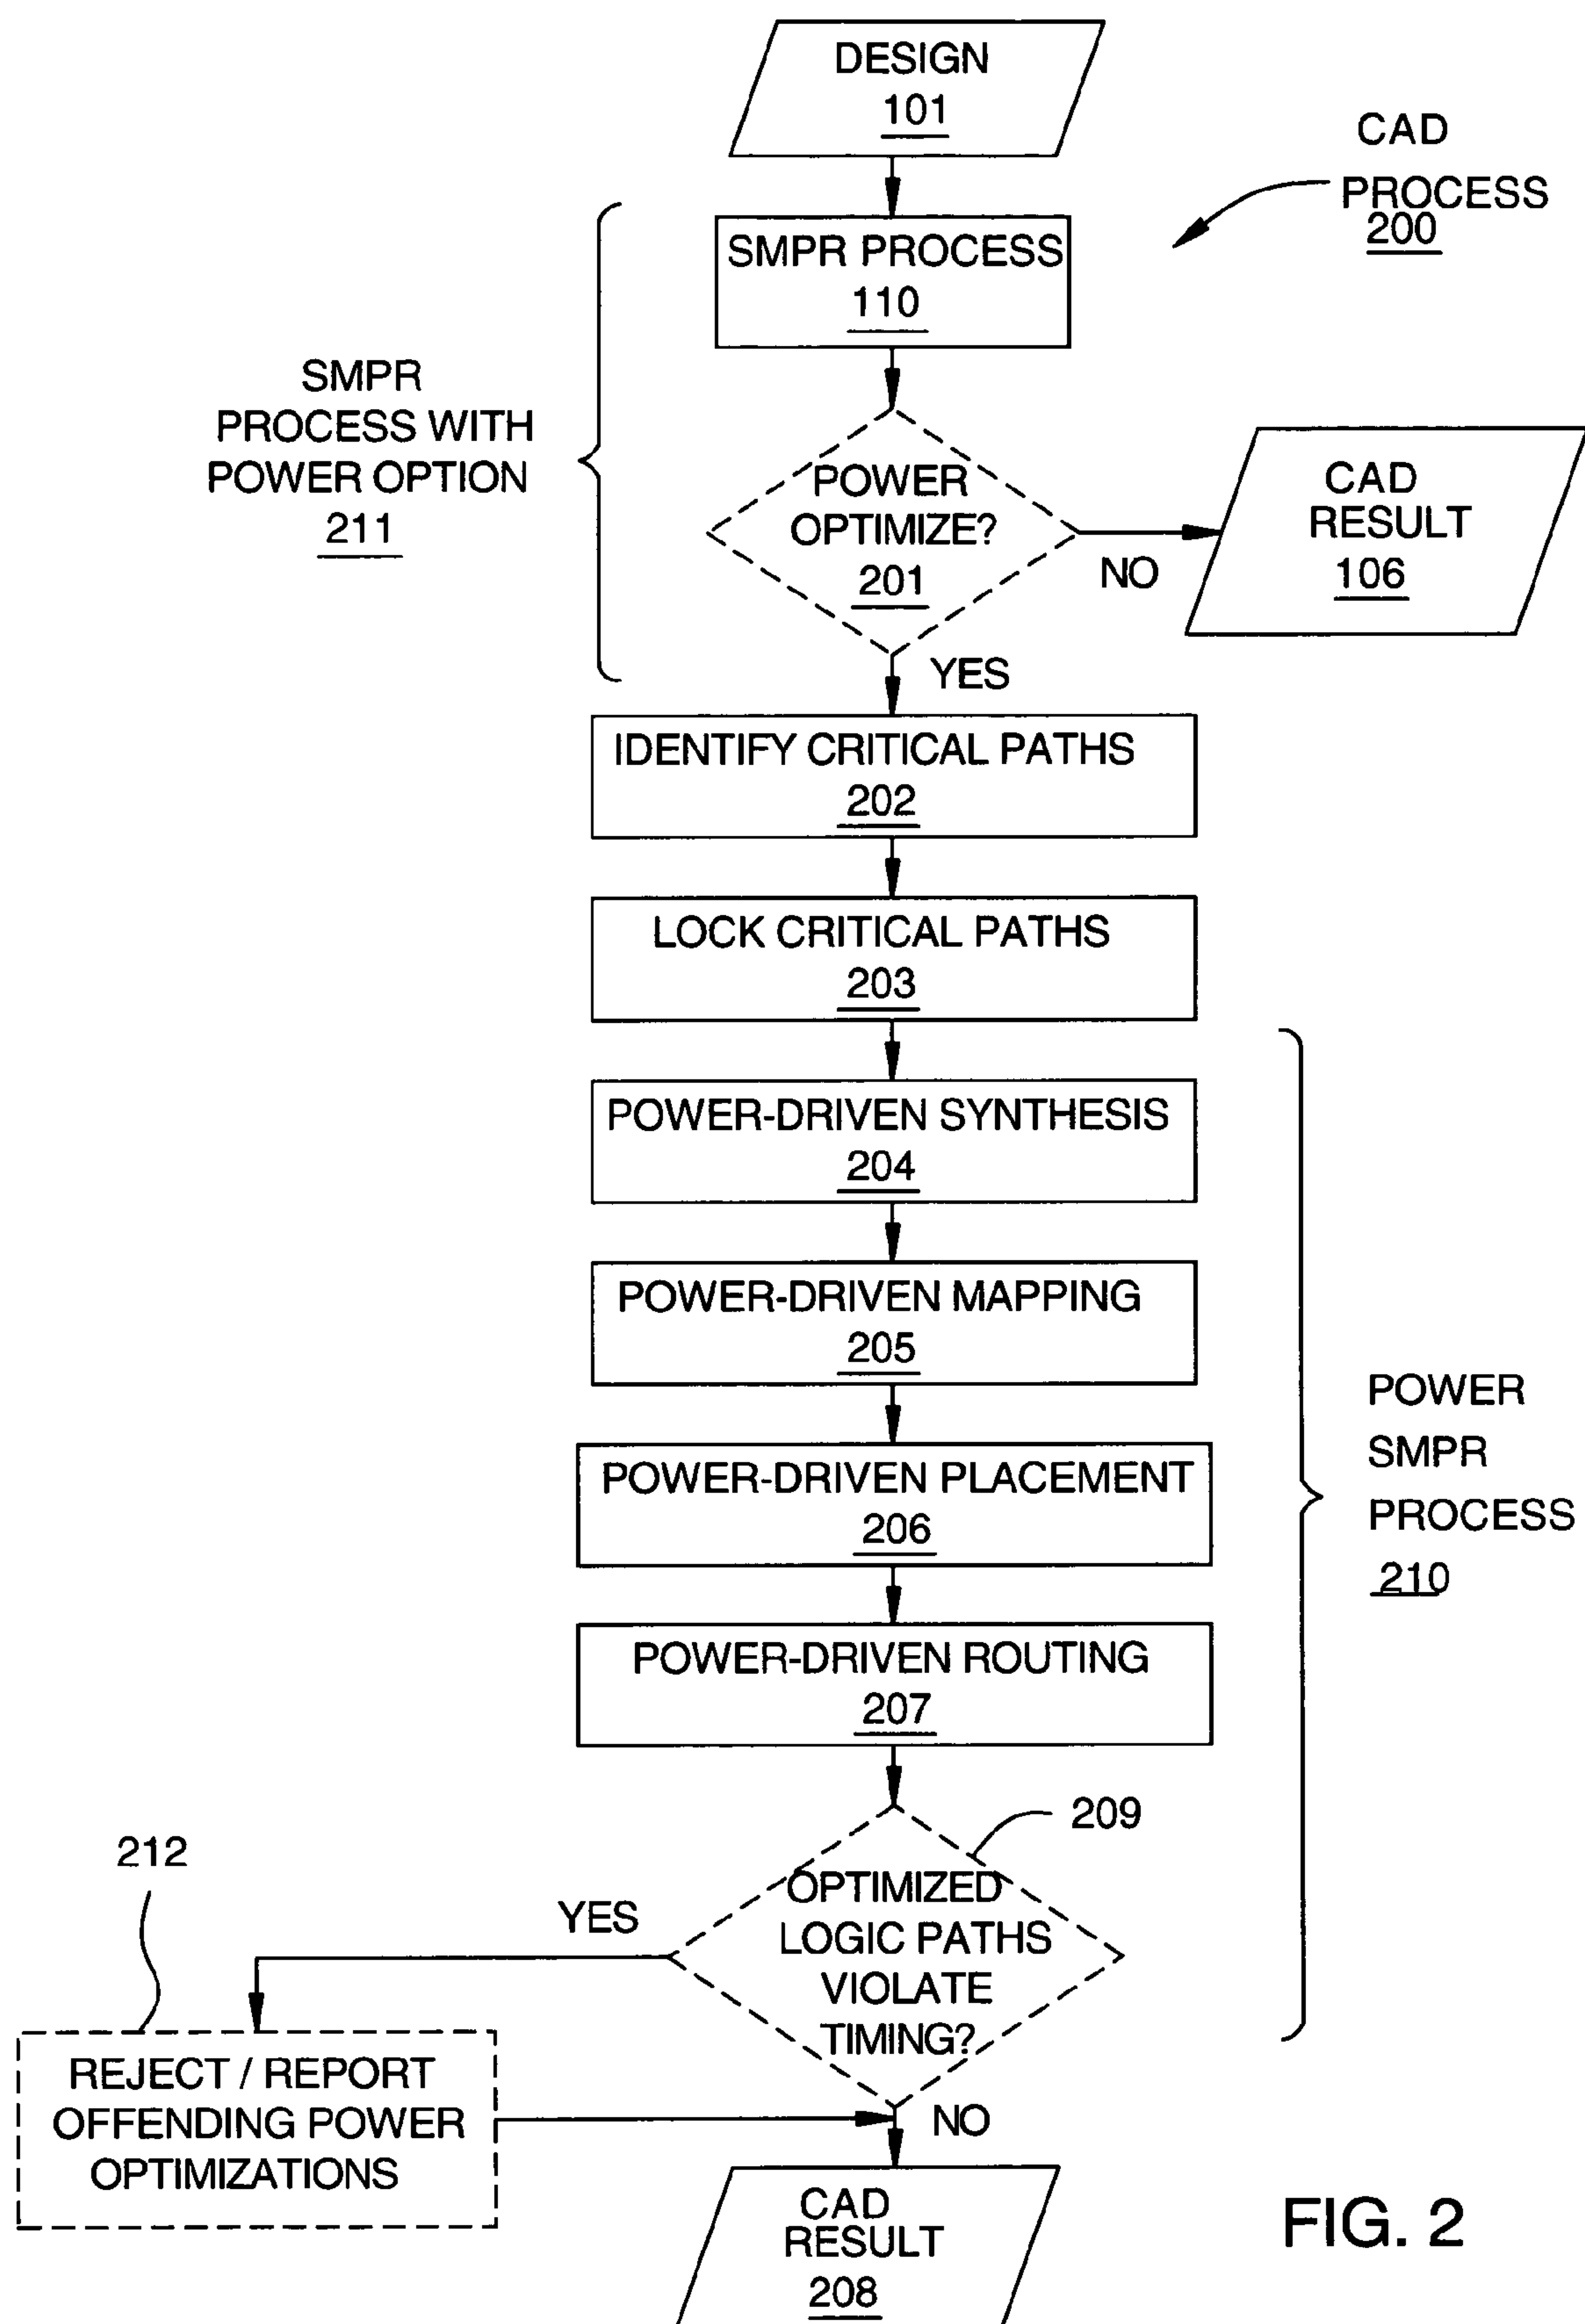 DESIGN
101
CAD
PROCESS
200
SMPR PROCESS
110
SMPR
PROCESS WITH
POWER OPTION
211
POWER
OPTIMIZE?
201
NO
CAD
RESULT
106
YES
IDENTIFY CRITICAL PATHS
202
LOCK CRITICAL PATHS
203
POWER-DRIVEN SYNTHESIS
204
POWER-DRIVEN MAPPING
205
POWER-DRIVEN PLACEMENT
206
POWER-DRIVEN ROUTING
207
POWER
SMPR
PROCESS
210
209
OPTIMIZED
LOGIC PATHS
VIOLATE
TIMING?
YES
212
REJECT / REPORT
OFFENDING POWER
OPTIMIZATIONS
NO
CAD
RESULT
208
FIG. 2